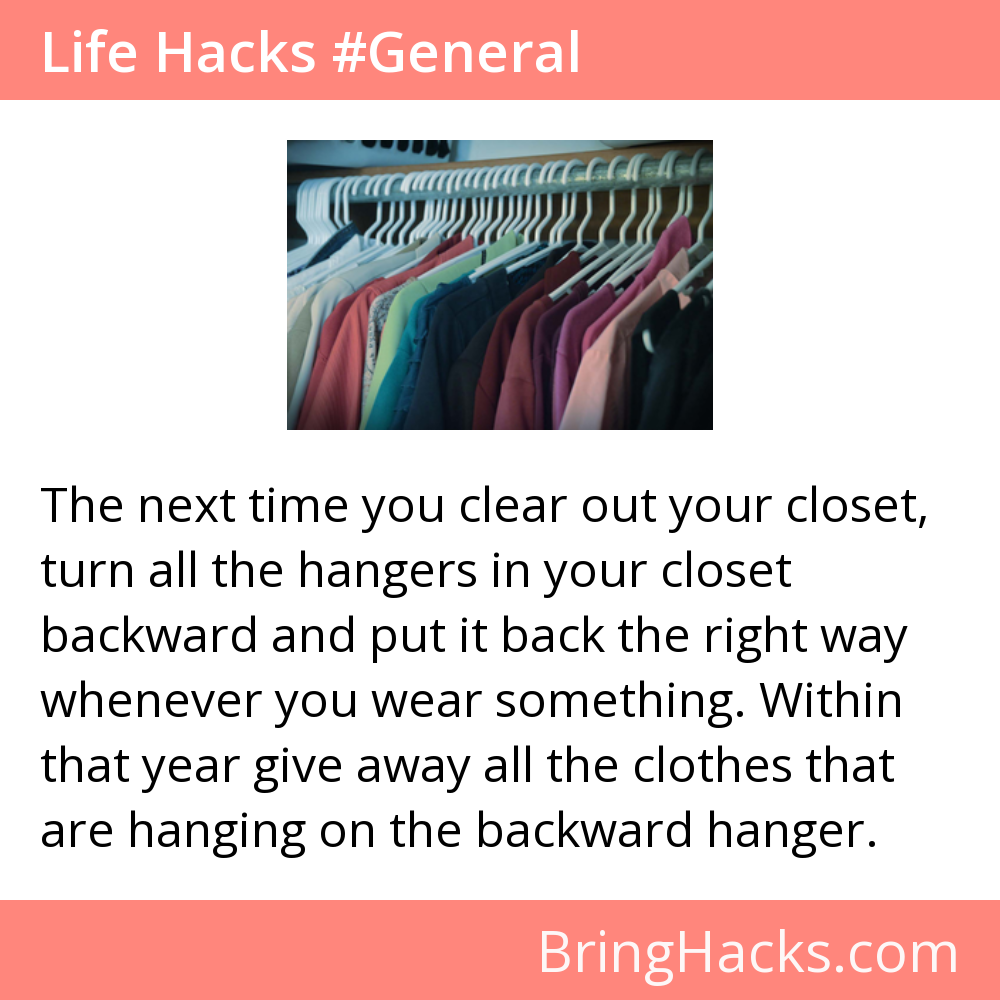 Life Hacks #General
The next time you clear out your closet,
turn all the hangers in your closet
backward and put it back the right way
whenever you wear something. Within
that year give away all the clothes that
are hanging on the backward hanger.
BringHacks.com